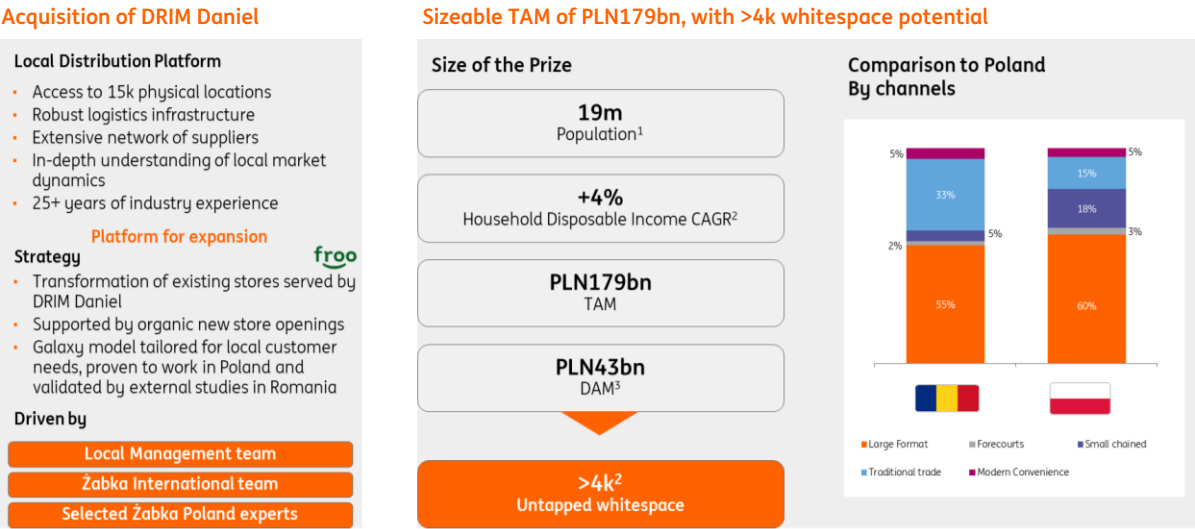 Acquisition of DRIM Daniel
Local Distribution Platform
• Access to 15k physical locations
• Robust logistics infrastructure
• Extensive network of suppliers
• In-depth understanding of local market
dynamics
• 25+ years of industry experience
Platform for expansion
Strategy
froo
• Transformation of existing stores served by
DRIM Daniel
• Supported by organic new store openings
• Galaxy model tailored for local customer
needs, proven to work in Poland and
validated by external studies in Romania
Driven by
Local Management team
Żabka International team
Selected Żabka Poland experts
Sizeable TAM of PLN179bn, with >4k whitespace potential
Size of the Prize
19m
Population¹
+4%
Household Disposable Income CAGR²
PLN179bn
TAM
PLN43bn
DAM³
>4k²
Untapped whitespace
Comparison to Poland
By channels
5%
33%
5%
2%
55%
5%
15%
18%
3%
60%
Large Format
Forecourts
Small chained
Traditional trade
Modern Convenience